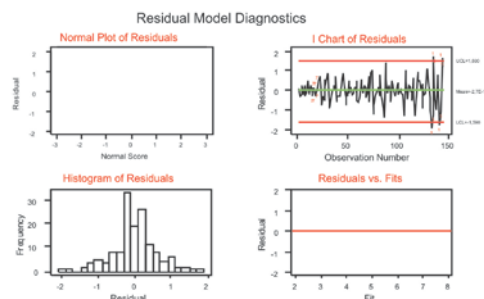 Residual Model Diagnostics
Normal Plot of Residuals
2
1
0
-1
-2
Residual
-3 -2 -1 0 1 2 3
Normal Score
I Chart of Residuals
2
1
0
-1
-2
Residual
0 50 100 150
Observation Number
Histogram of Residuals
30
20
10
0
Frequency
-2 -1 0 1 2
Residual
Residuals vs. Fits
2
1
0
-1
-2
Residual
2 3 4 5 6 7 8
Fit